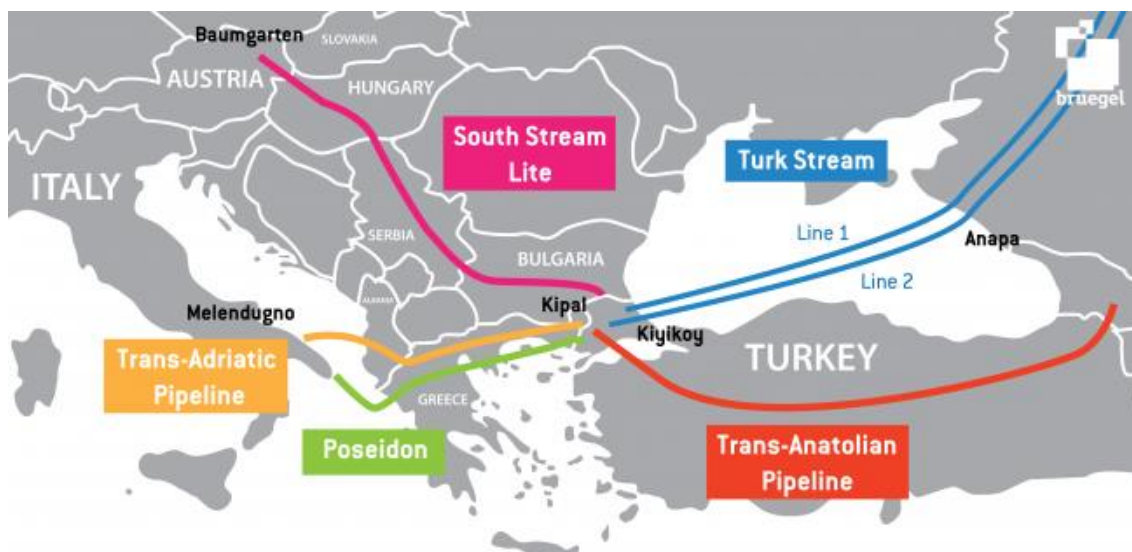 Baumgarten
SLOVAKIA
AUSTRIA
HUNGARY
bruegel
South Stream
Lite
Turk Stream
ITALY
Line 1
SERBIA
Anapa
BULGARIA
Line 2
Melendugno
Kipal
Kiyikoy
Trans-Adriatic
Pipeline
TURKEY
GREECE
Poseidon
Trans-Anatolian
Pipeline